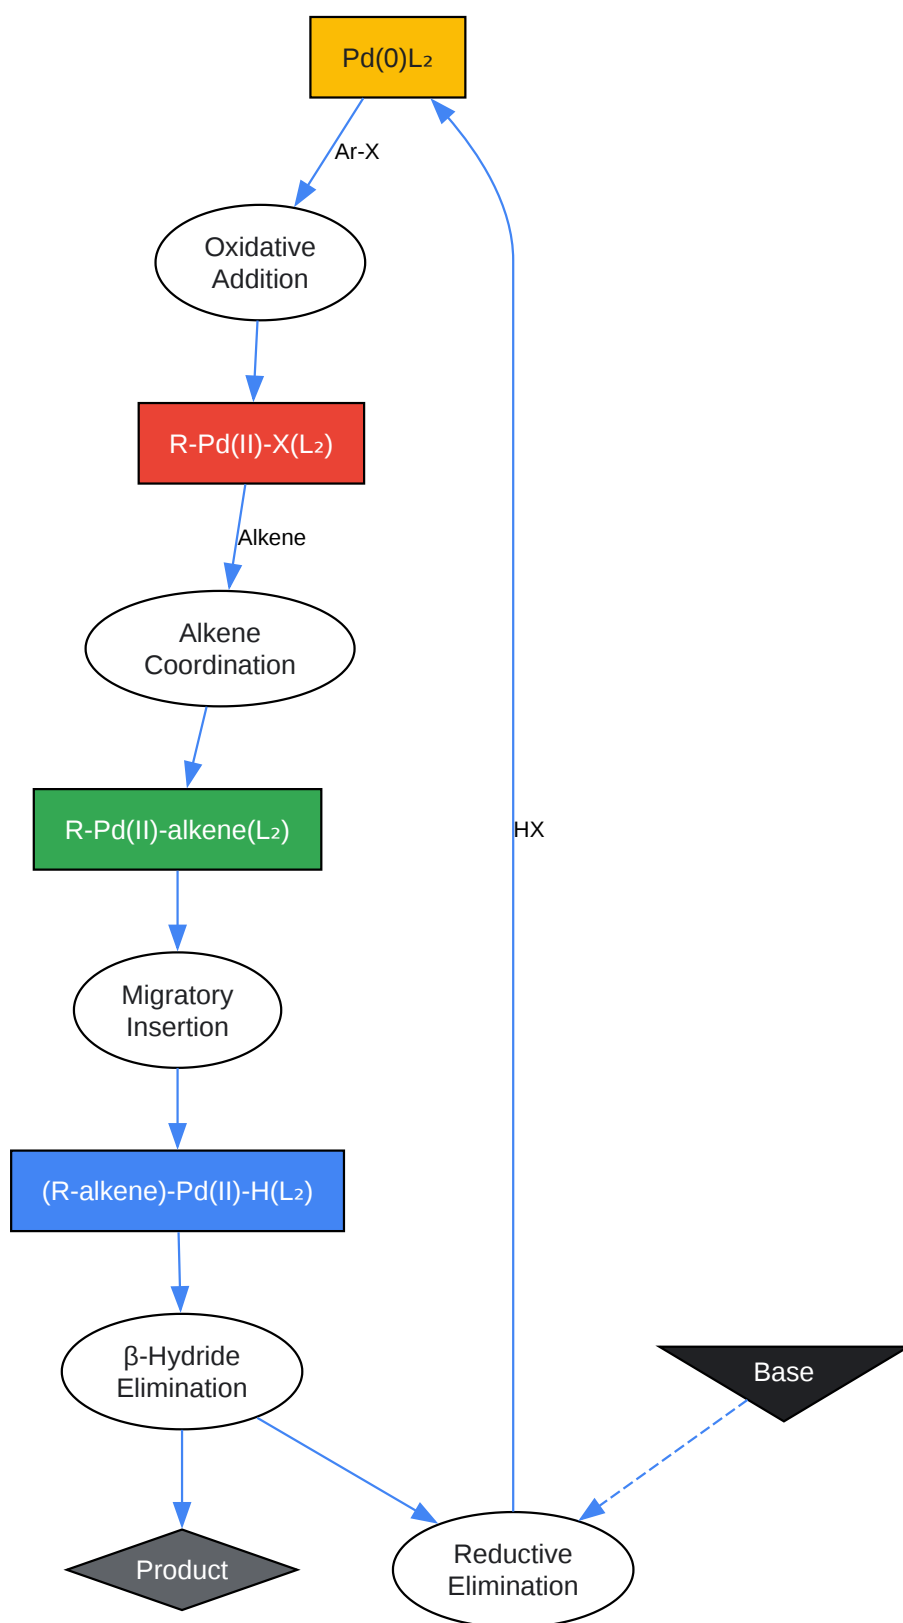 Pd(0)L₂
Ar-X
Oxidative
Addition
R-Pd(II)-X(L₂)
Alkene
Alkene
Coordination
R-Pd(II)-alkene(L₂)
HX
Migratory
Insertion
(R-alkene)-Pd(II)-H(L₂)
β-Hydride
Elimination
Base
Product
Reductive
Elimination